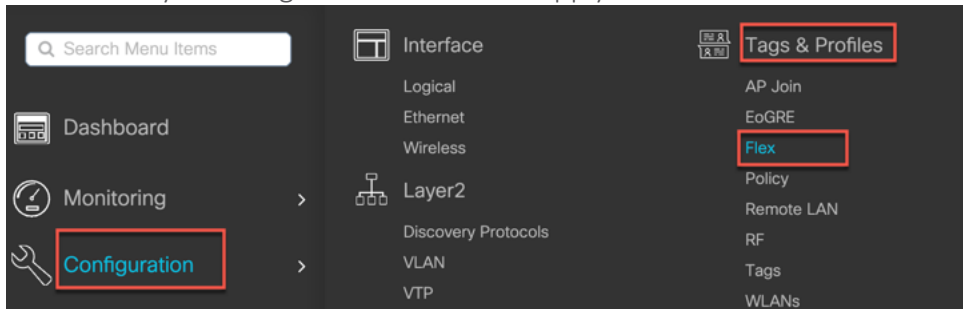 Search Menu Items
Dashboard
Monitoring
Configuration
Interface
Logical
Ethernet
Wireless
Layer2
Discovery Protocols
VLAN
VTP
Tags & Profiles
AP Join
EoGRE
Flex
Policy
Remote LAN
RF
Tags
WLANs